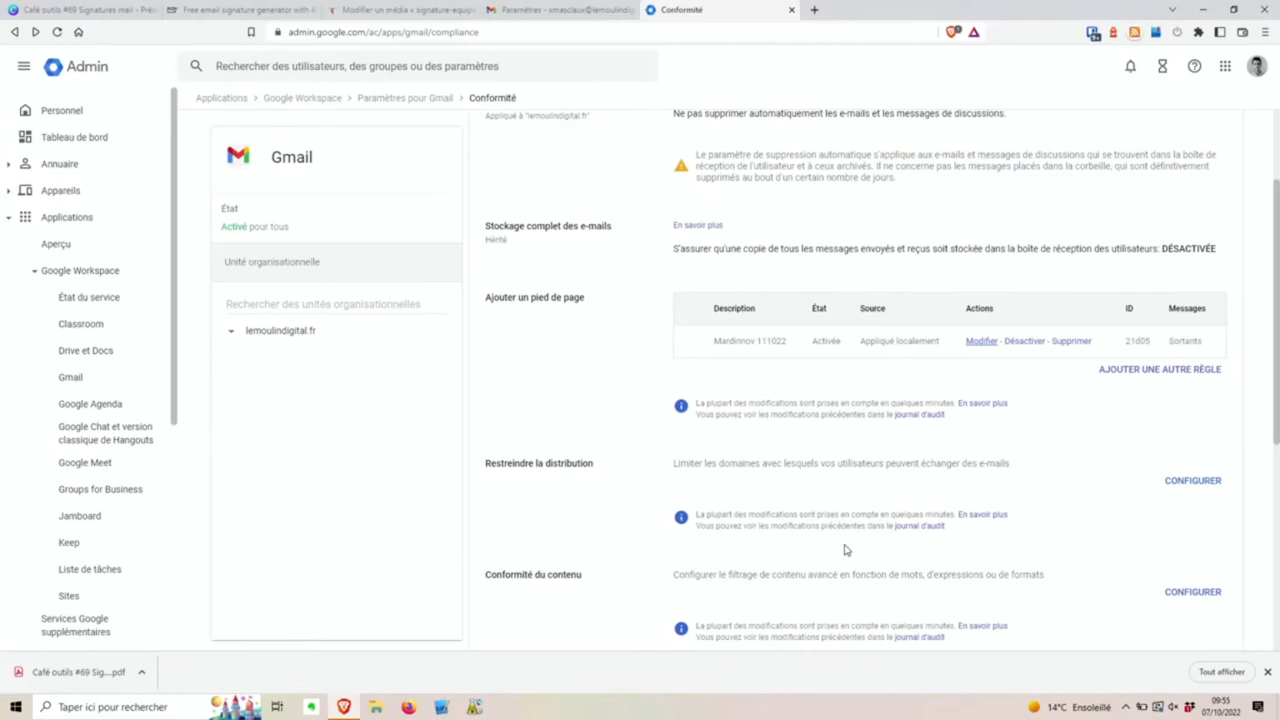 Café outils #69 Signatures mail - Prés
Free email signature generator with 4
Modifier un média « signature-equipe
Paramètres - xmasclaux@lemoulindigi
Conformité
admin.google.com/ac/apps/gmail/compliance
Admin
Rechercher des utilisateurs, des groupes ou des paramètres
Applications > Google Workspace > Paramètres pour Gmail > Conformité
Personnel
Tableau de bord
Annuaire
Appareils
Applications
Aperçu
Google Workspace
État du service
Classroom
Drive et Docs
Gmail
Google Agenda
Google Chat et version
classique de Hangouts
Google Meet
Groups for Business
Jamboard
Keep
Liste de tâches
Sites
Services Google
supplémentaires
Gmail
État
Activé pour tous
Unité organisationnelle
Rechercher des unités organisationnelles
lemoulindigital.fr
Appliqué à "lemoulindigital.fr"
Ne pas supprimer automatiquement les e-mails et les messages de discussions.
Le paramètre de suppression automatique s'applique aux e-mails et messages de discussions qui se trouvent dans la boîte de
réception de l'utilisateur et à ceux archivés. Il ne concerne pas les messages placés dans la corbeille, qui sont définitivement
supprimés au bout d'un certain nombre de jours.
Stockage complet des e-mails
Hérité
En savoir plus
S'assurer qu'une copie de tous les messages envoyés et reçus soit stockée dans la boîte de réception des utilisateurs: DÉSACTIVÉE
Ajouter un pied de page
Description État Source Actions ID Messages
Mardinnov 111022 Activée Appliqué localement Modifier - Désactiver - Supprimer 21d05 Sortants
AJOUTER UNE AUTRE RÈGLE
La plupart des modifications sont prises en compte en quelques minutes. En savoir plus
Vous pouvez voir les modifications précédentes dans le journal d'audit
Restreindre la distribution
Limiter les domaines avec lesquels vos utilisateurs peuvent échanger des e-mails
CONFIGURER
La plupart des modifications sont prises en compte en quelques minutes. En savoir plus
Vous pouvez voir les modifications précédentes dans le journal d'audit
Conformité du contenu
Configurer le filtrage de contenu avancé en fonction de mots, d'expressions ou de formats
CONFIGURER
La plupart des modifications sont prises en compte en quelques minutes. En savoir plus
Vous pouvez voir les modifications précédentes dans le journal d'audit
Café outils #69 Sig....pdf
Tout afficher
Taper ici pour rechercher
14°C Ensoleillé
09:55
07/10/2022